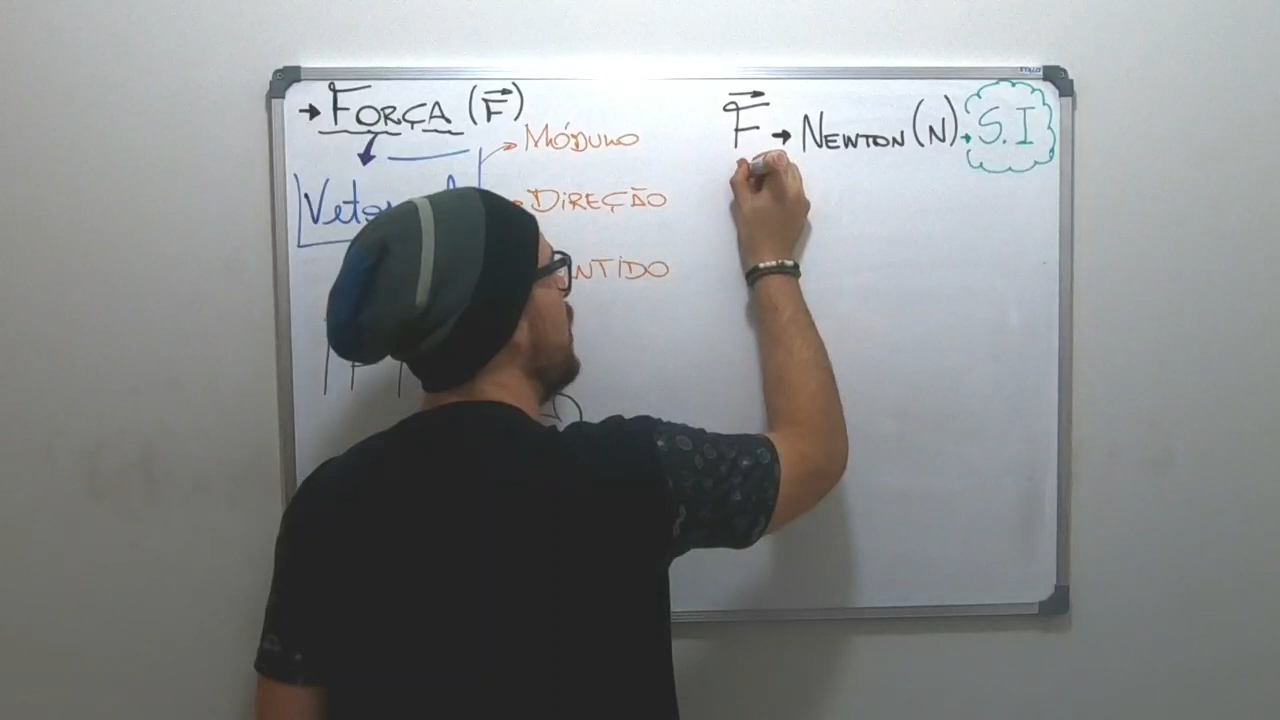 → FORÇA (F⃗)
MÓDULO
DIREÇÃO
F⃗ → NEWTON (N) → S.I